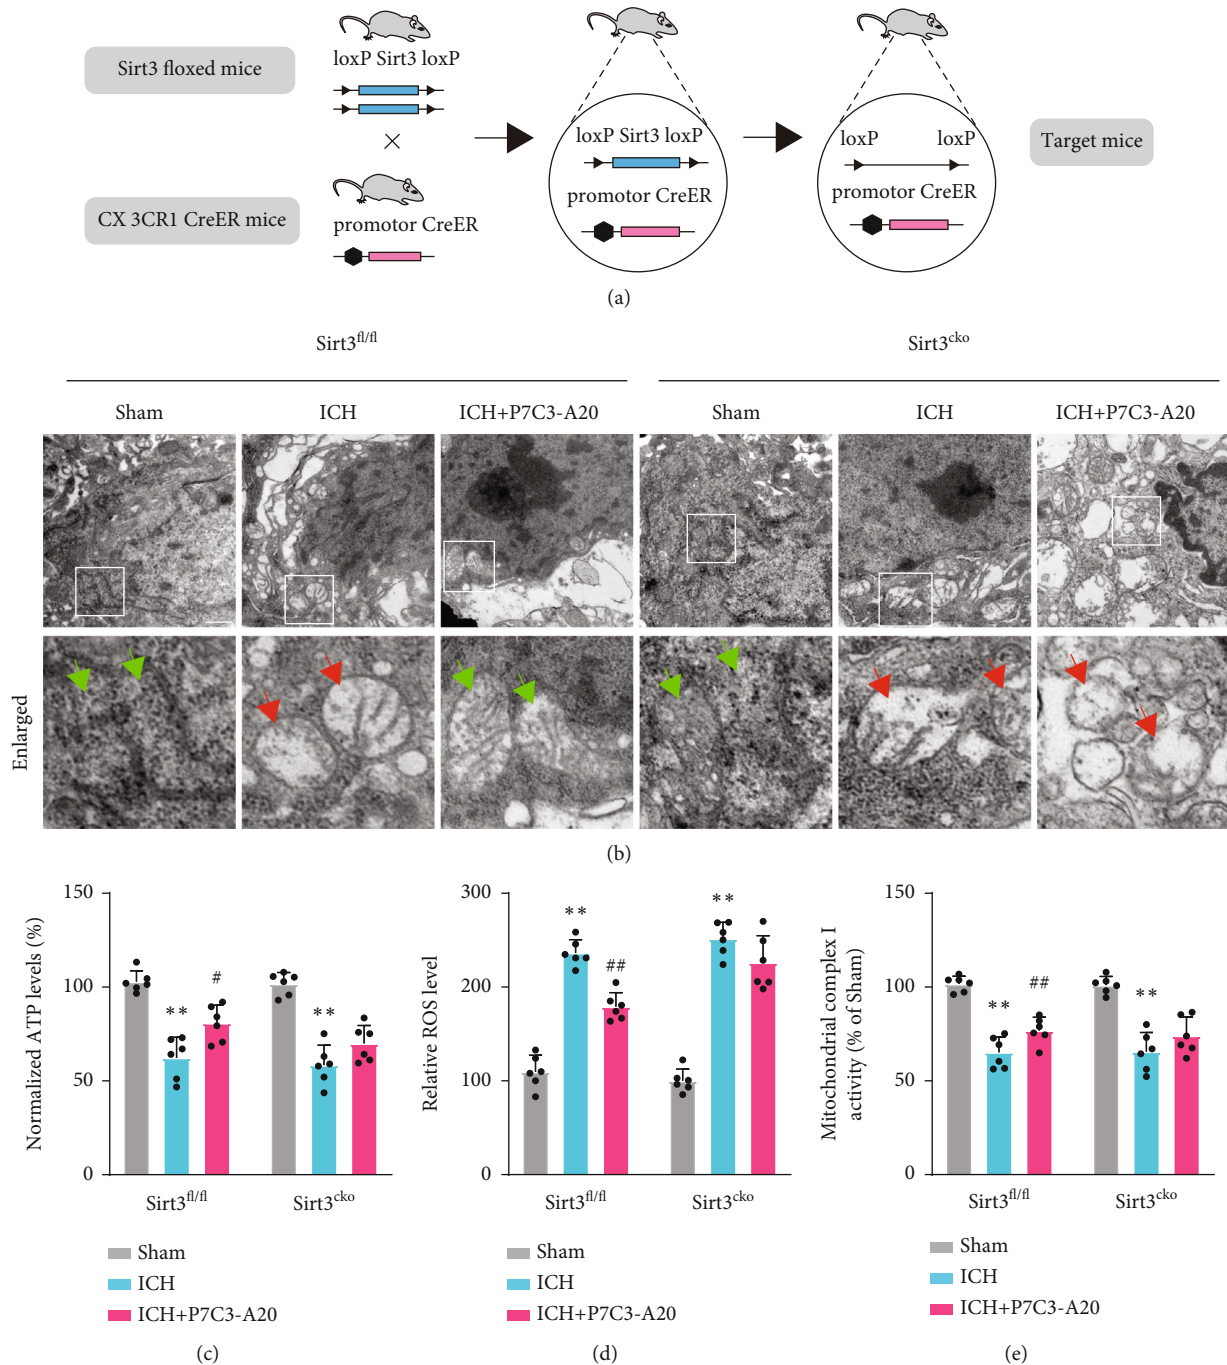 Sirt3 floxed mice
loxP Sirt3 loxP
×
CX 3CR1 CreER mice
promotor CreER
loxP Sirt3 loxP
promotor CreER
loxP loxP
promotor CreER
Target mice
(a)
Sirt3fl/fl
Sirt3cko
Sham ICH ICH+P7C3-A20 Sham ICH ICH+P7C3-A20
Enlarged
(b)
Normalized ATP levels (%)
150
100
50
0
**
#
**
Sirt3fl/fl Sirt3cko
Sham
ICH
ICH+P7C3-A20
(c)
Relative ROS level
300
200
100
0
**
##
**
Sirt3fl/fl Sirt3cko
Sham
ICH
ICH+P7C3-A20
(d)
Mitochondrial complex I
activity (% of Sham)
150
100
50
0
**
##
**
Sirt3fl/fl Sirt3cko
Sham
ICH
ICH+P7C3-A20
(e)